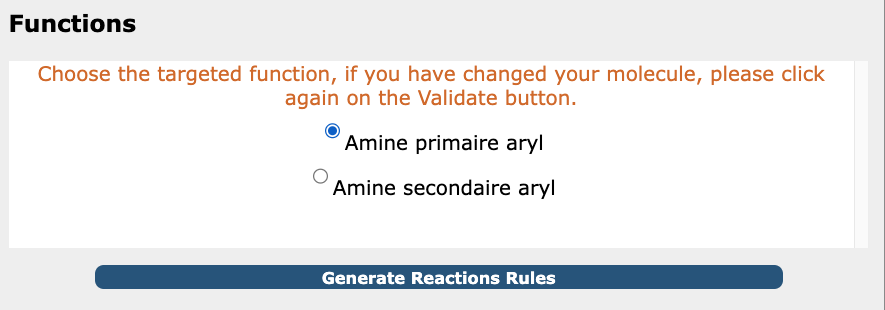 Functions
Choose the targeted function, if you have changed your molecule, please click
again on the Validate button.
Amine primaire aryl
Amine secondaire aryl
Generate Reactions Rules